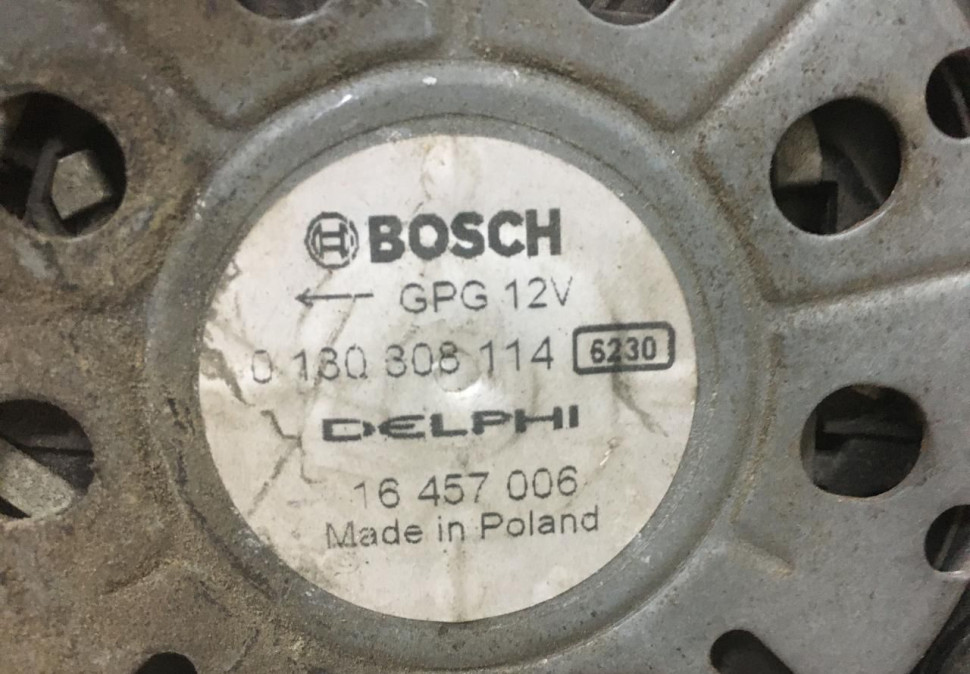 BOSCH
← GPG 12V
0 130 308 114 6230
DELPHI
16 457 006
Made in Poland